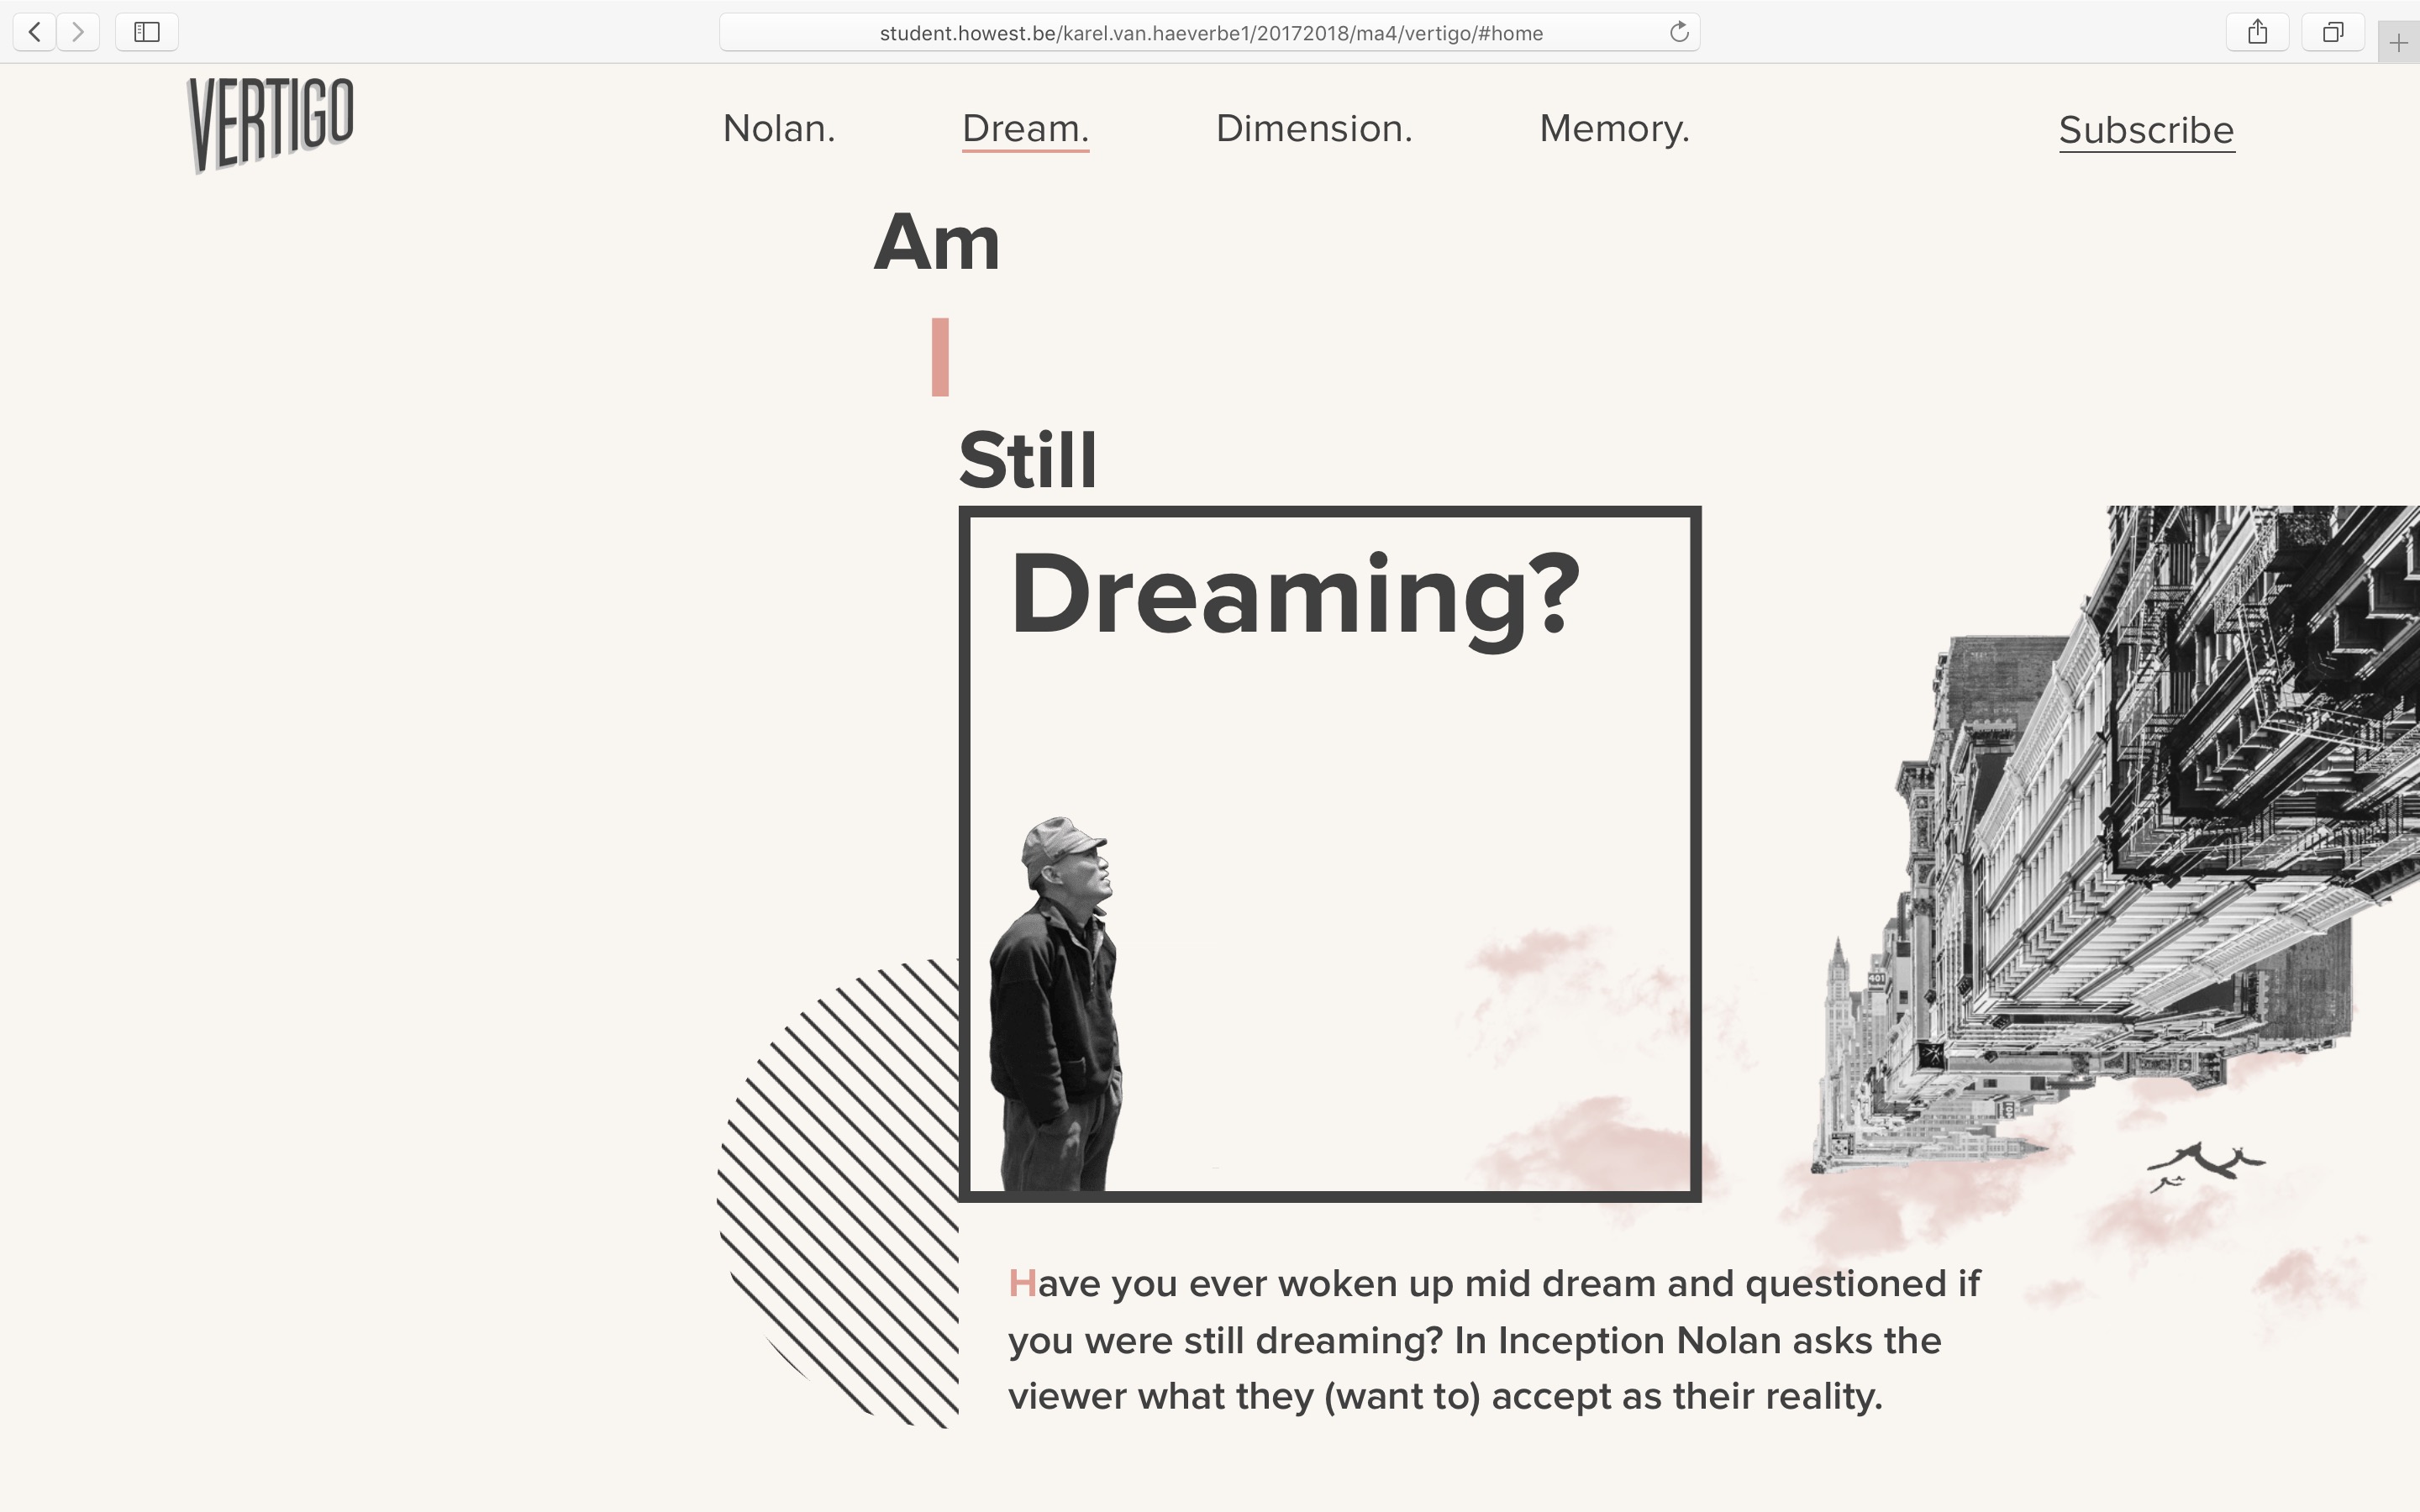 student.howest.be/karel.van.haeverbe1/20172018/ma4/vertigo/#home
VERTIGO
Nolan.
Dream.
Dimension.
Memory.
Subscribe
Am
I
Still
Dreaming?
401
Have you ever woken up mid dream and questioned if
you were still dreaming? In Inception Nolan asks the
viewer what they (want to) accept as their reality.